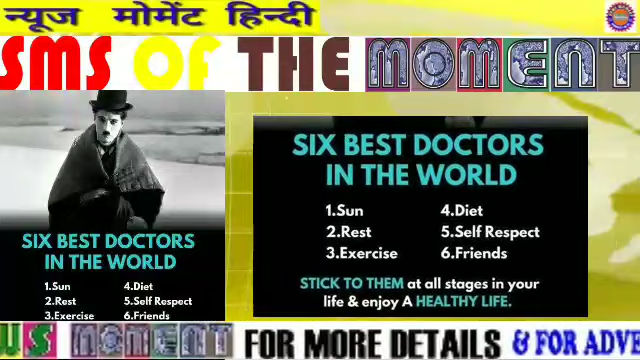 न्यूज मोमेंट हिन्दी
SMS OF THE MOMENT
SIX BEST DOCTORS
IN THE WORLD
1.Sun 4.Diet
2.Rest 5.Self Respect
3.Exercise 6.Friends
SIX BEST DOCTORS
IN THE WORLD
1.Sun 4.Diet
2.Rest 5.Self Respect
3.Exercise 6.Friends
STICK TO THEM at all stages in your
life & enjoy A HEALTHY LIFE.
US MOMENT FOR MORE DETAILS & FOR ADVE